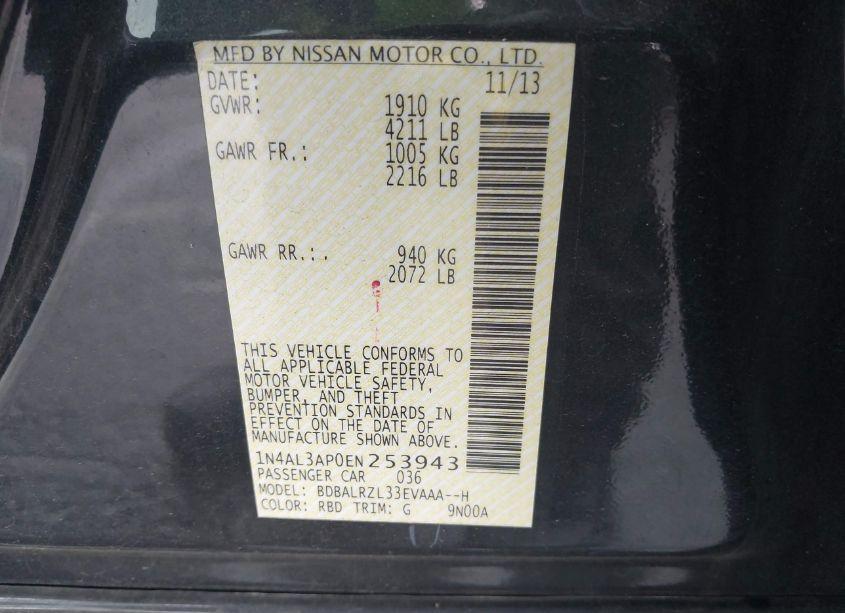 MFD BY NISSAN MOTOR CO., LTD.
DATE: 11/13
GVWR: 1910 KG
4211 LB
GAWR FR.: 1005 KG
2216 LB
GAWR RR.:. 940 KG
2072 LB
THIS VEHICLE CONFORMS TO
ALL APPLICABLE FEDERAL
MOTOR VEHICLE SAFETY,
BUMPER, AND THEFT
PREVENTION STANDARDS IN
EFFECT ON THE DATE OF
MANUFACTURE SHOWN ABOVE.
1N4AL3AP0EN253943
PASSENGER CAR 036
MODEL: BDBALRZL33EVAAA--H
COLOR: RBD TRIM: G 9N00A